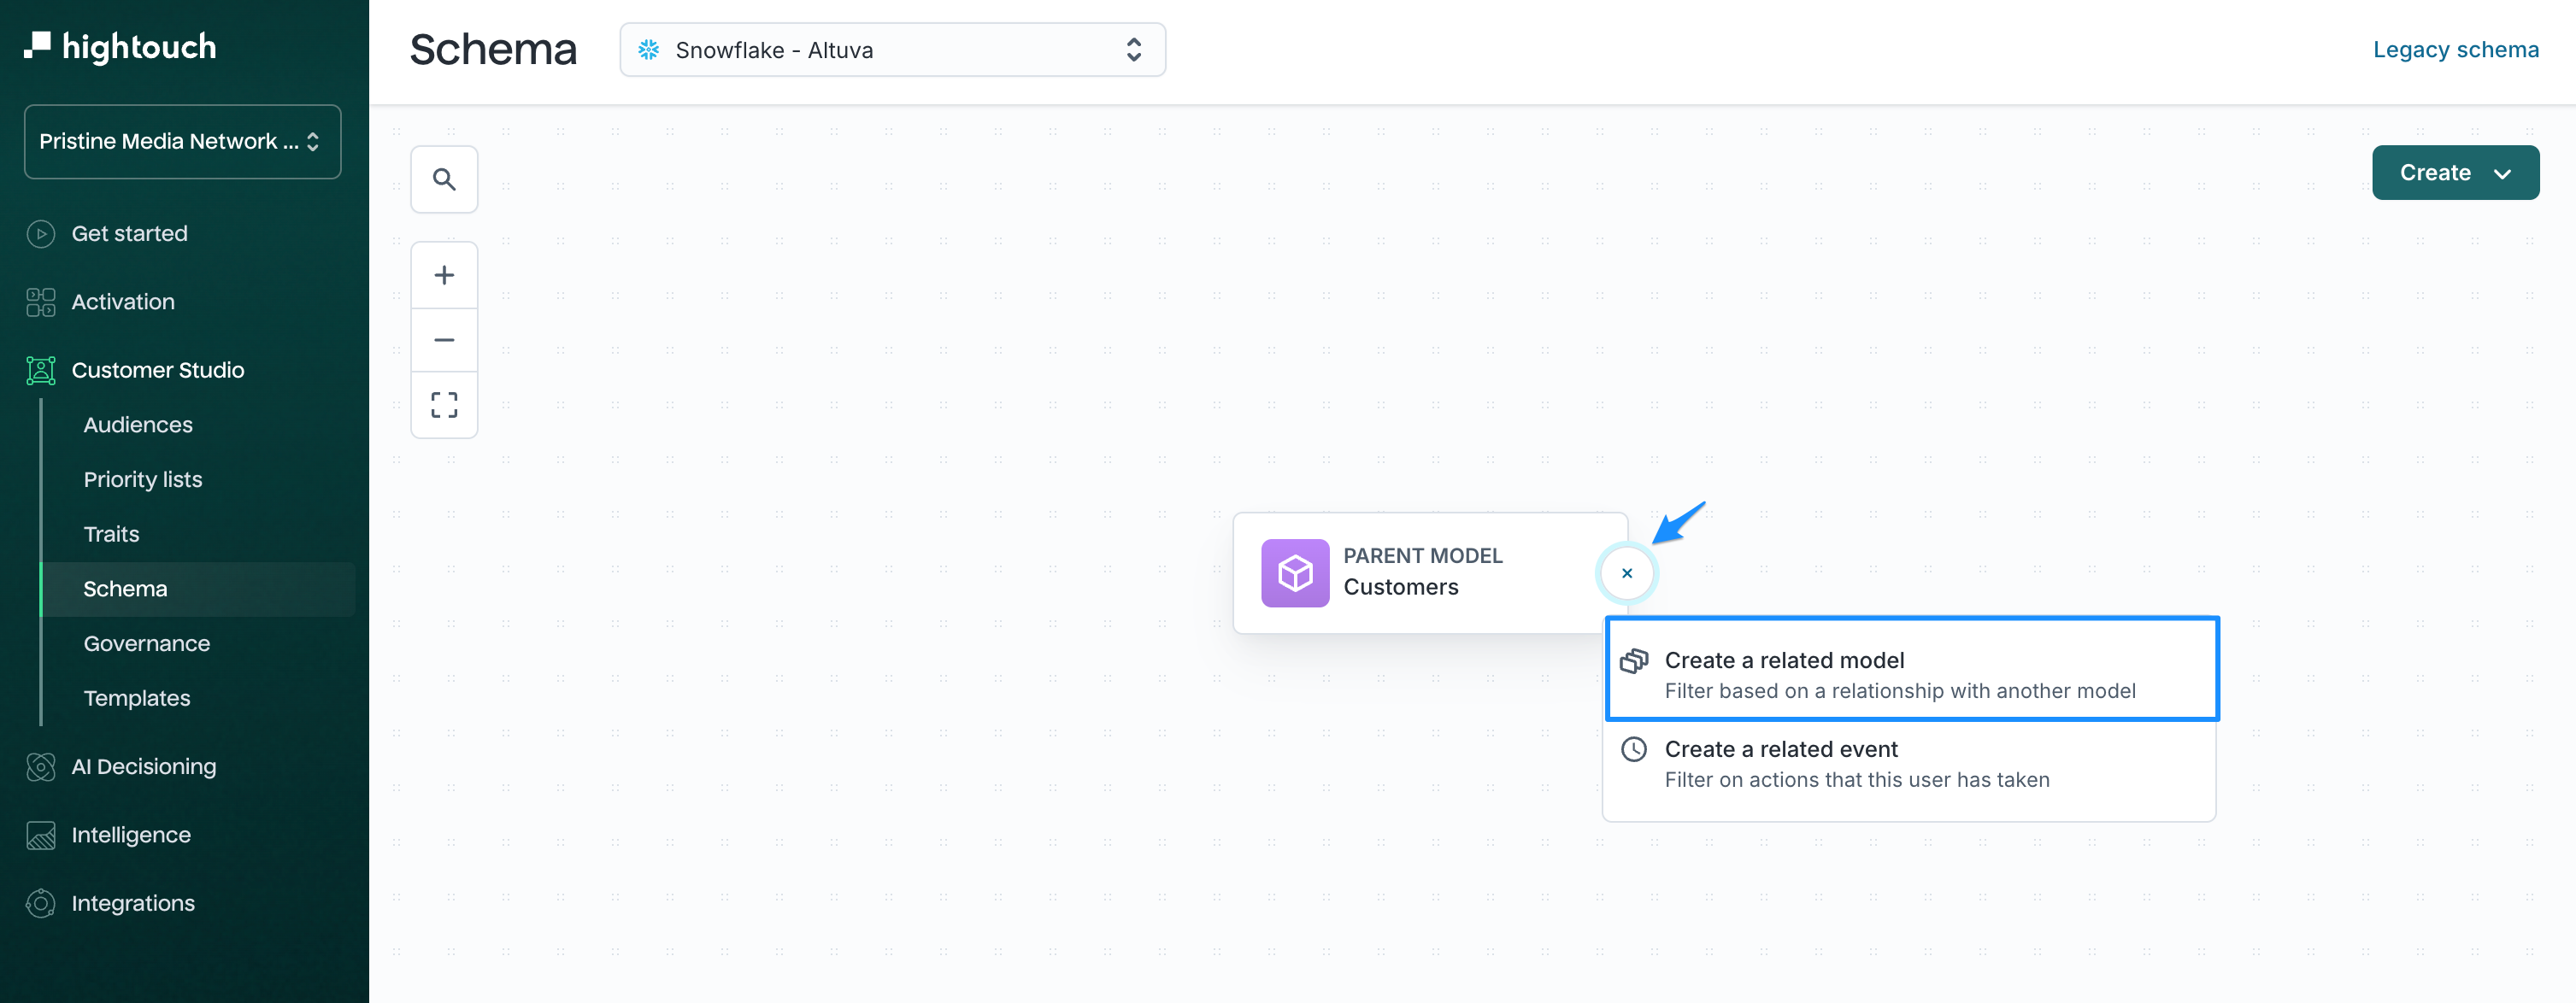 hightouch
Pristine Media Network ...
Get started
Activation
Customer Studio
Audiences
Priority lists
Traits
Schema
Governance
Templates
AI Decisioning
Intelligence
Integrations
Schema
Snowflake - Altuva
Legacy schema
Create
PARENT MODEL
Customers
Create a related model
Filter based on a relationship with another model
Create a related event
Filter on actions that this user has taken